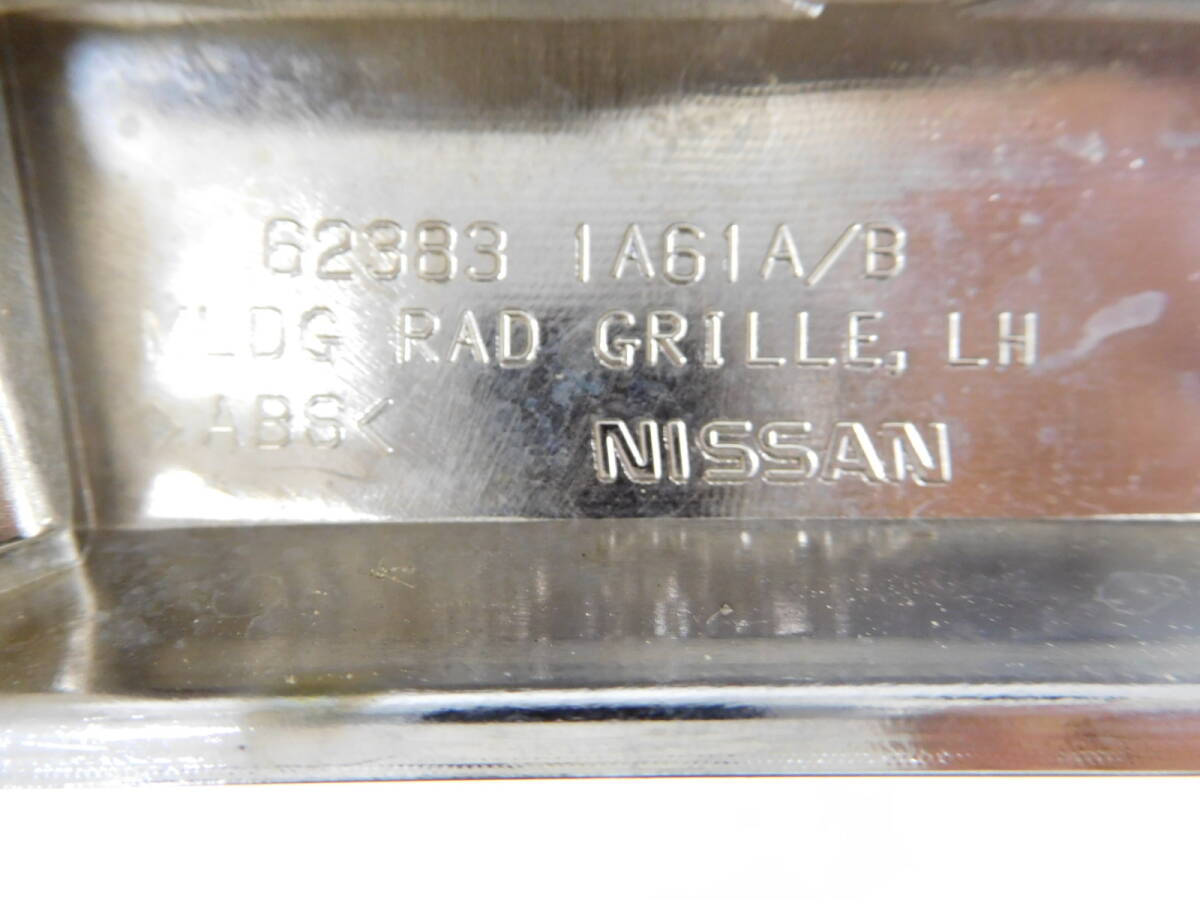 62383 1A61A/B
MLDG RAD GRILLE, LH
>ABS< NISSAN